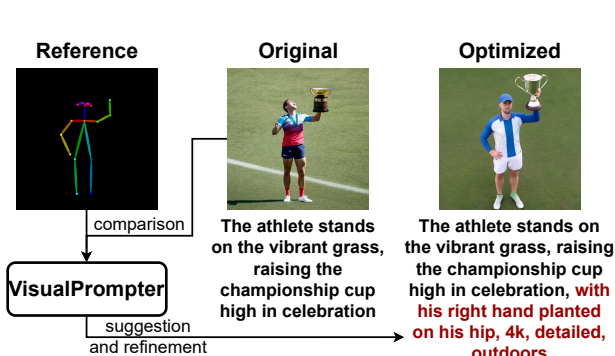 Reference
Original
Optimized
comparison
VisualPrompter
suggestion
and refinement
The athlete stands
on the vibrant grass,
raising the
championship cup
high in celebration
The athlete stands on
the vibrant grass, raising
the championship cup
high in celebration, with
his right hand planted
on his hip, 4k, detailed,
outdoors